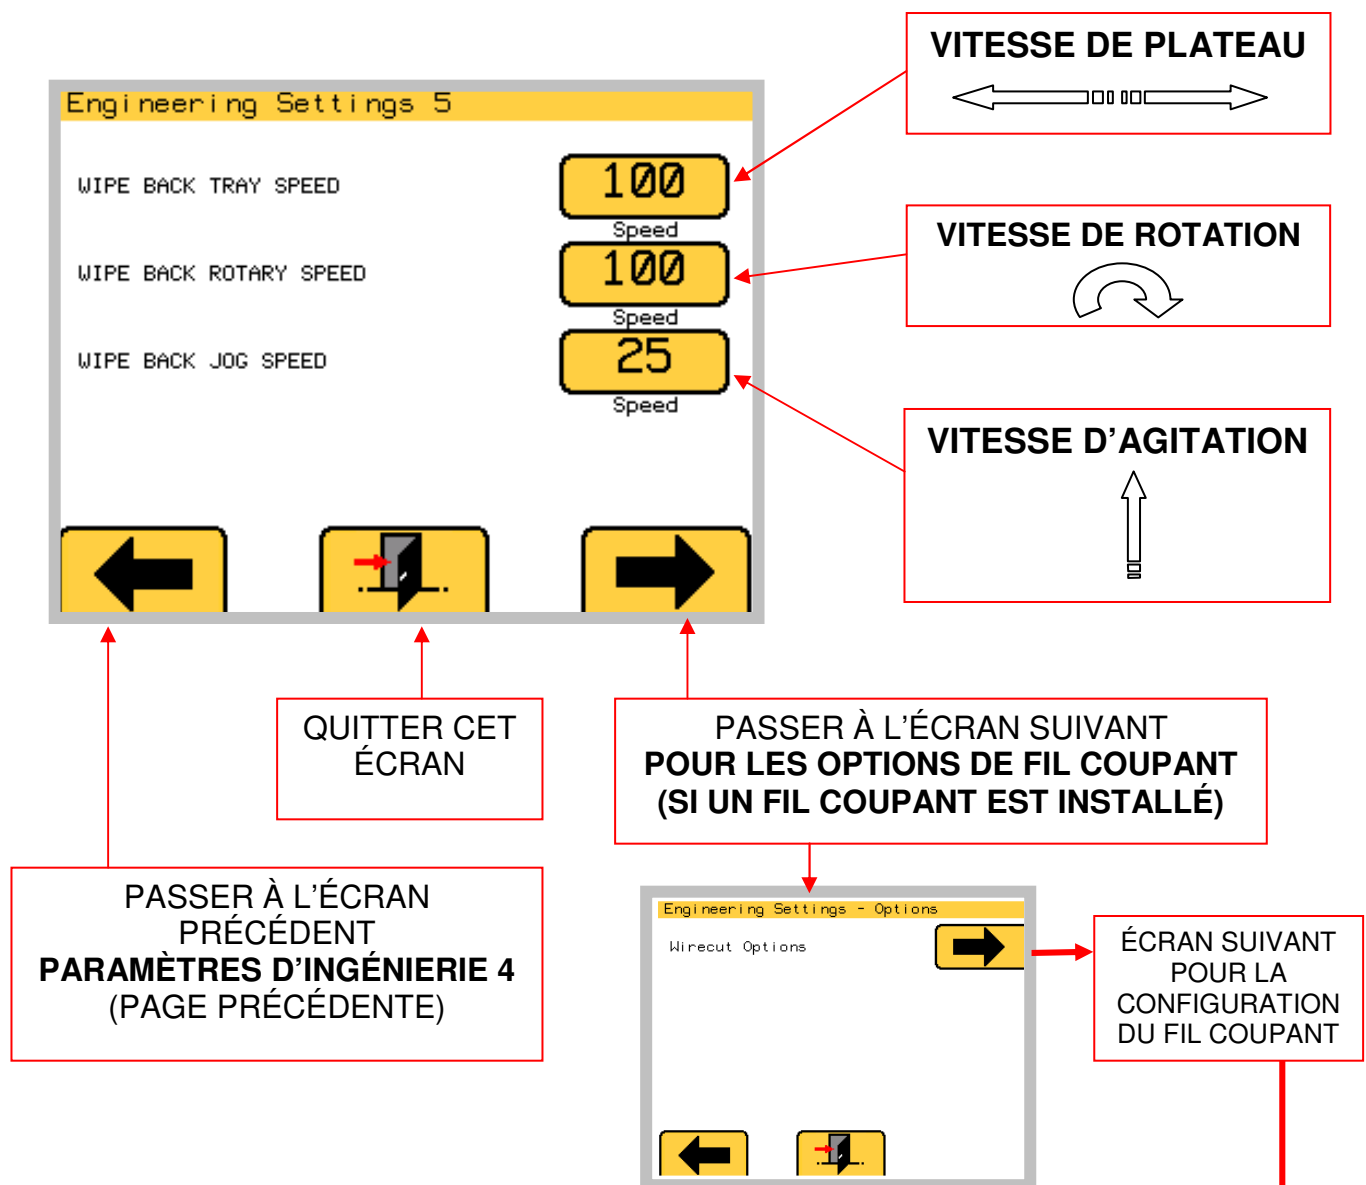 VITESSE DE PLATEAU
Engineering Settings 5
WIPE BACK TRAY SPEED
100
Speed
VITESSE DE ROTATION
WIPE BACK ROTARY SPEED
100
Speed
WIPE BACK JOG SPEED
25
Speed
VITESSE D’AGITATION
QUITTER CET
ÉCRAN
PASSER À L’ÉCRAN SUIVANT
POUR LES OPTIONS DE FIL COUPANT
(SI UN FIL COUPANT EST INSTALLÉ)
PASSER À L’ÉCRAN
PRÉCÉDENT
PARAMÈTRES D’INGÉNIERIE 4
(PAGE PRÉCÉDENTE)
Engineering Settings - Options
Wirecut Options
ÉCRAN SUIVANT
POUR LA
CONFIGURATION
DU FIL COUPANT